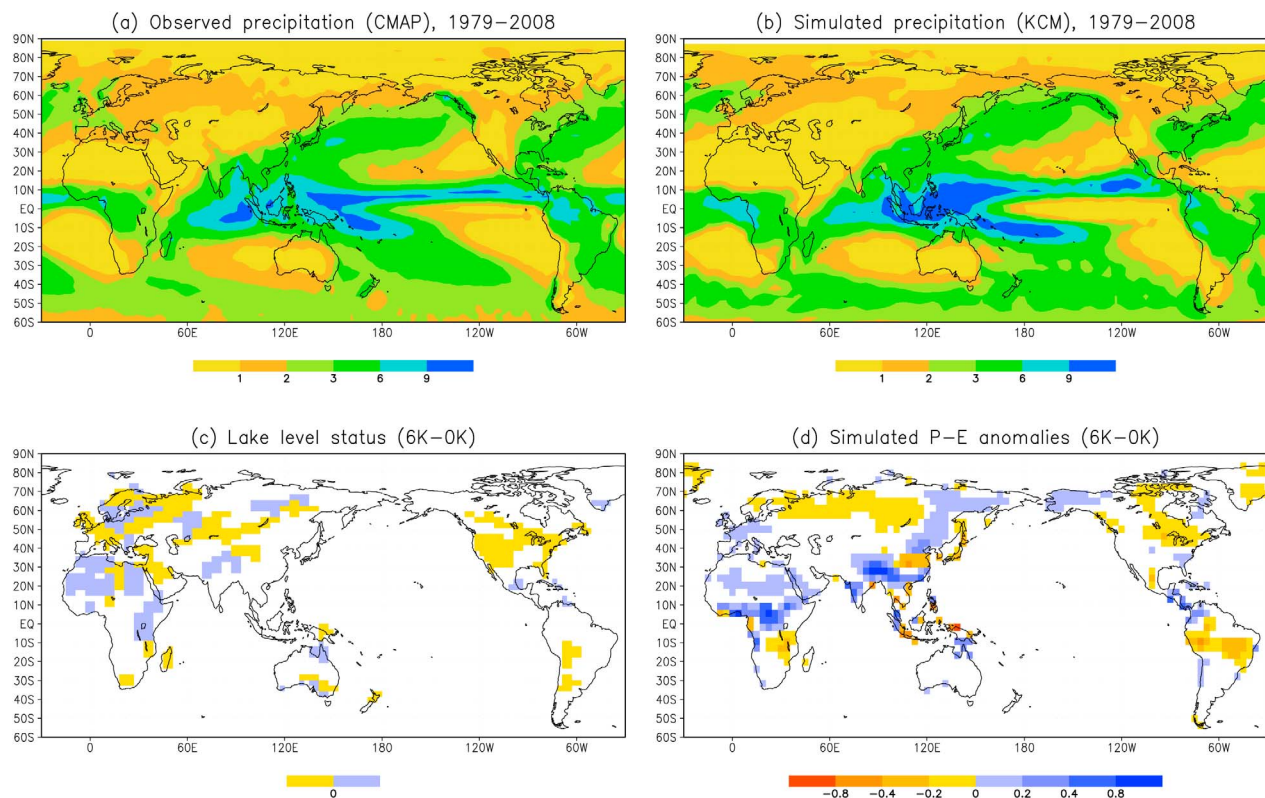 (a) Observed precipitation (CMAP), 1979−2008
(b) Simulated precipitation (KCM), 1979−2008
90N
80N
70N
60N
50N
40N
30N
20N
10N
EQ
10S
20S
30S
40S
50S
60S
0 60E 120E 180 120W 60W
1 2 3 6 9
90N
80N
70N
60N
50N
40N
30N
20N
10N
EQ
10S
20S
30S
40S
50S
60S
0 60E 120E 180 120W 60W
1 2 3 6 9
(c) Lake level status (6K−0K)
(d) Simulated P−E anomalies (6K−0K)
90N
80N
70N
60N
50N
40N
30N
20N
10N
EQ
10S
20S
30S
40S
50S
60S
0 60E 120E 180 120W 60W
0
90N
80N
70N
60N
50N
40N
30N
20N
10N
EQ
10S
20S
30S
40S
50S
60S
0 60E 120E 180 120W 60W
−0.8 −0.4 −0.2 0 0.2 0.4 0.8